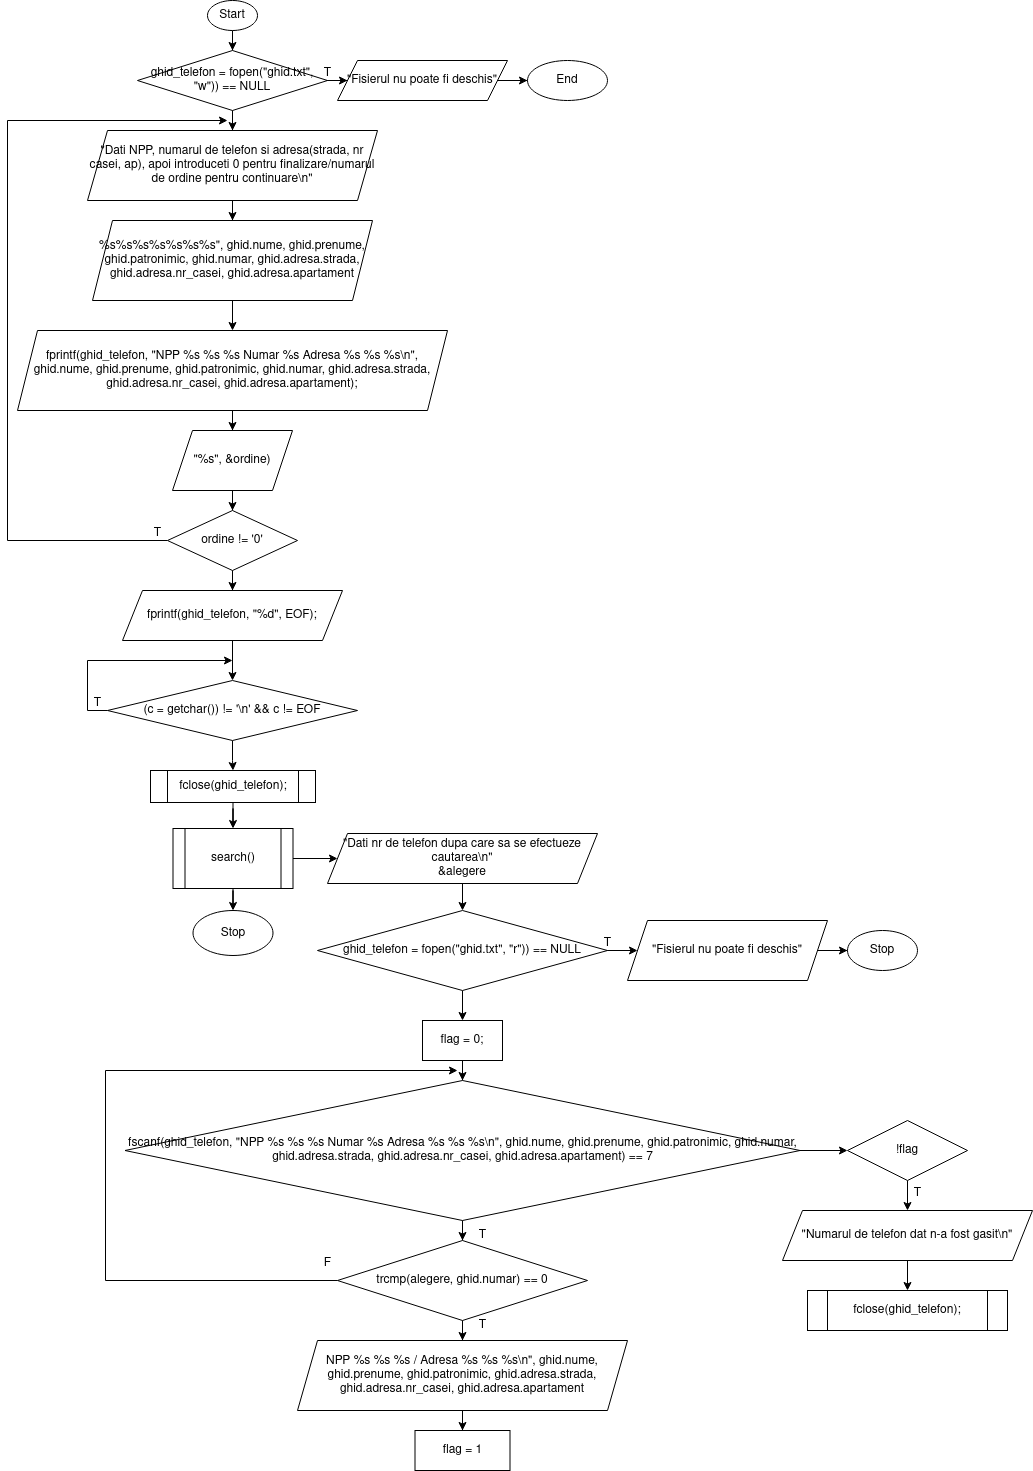 Start
ghid_telefon = fopen("ghid.txt",
"w")) == NULL
T
"Fisierul nu poate fi deschis"
End
"Dati NPP, numarul de telefon si adresa(strada, nr
casei, ap), apoi introduceti 0 pentru finalizare/numarul
de ordine pentru continuare\n"
%s%s%s%s%s%s%s", ghid.nume, ghid.prenume,
ghid.patronimic, ghid.numar, ghid.adresa.strada,
ghid.adresa.nr_casei, ghid.adresa.apartament
fprintf(ghid_telefon, "NPP %s %s %s Numar %s Adresa %s %s %s\n",
ghid.nume, ghid.prenume, ghid.patronimic, ghid.numar, ghid.adresa.strada,
ghid.adresa.nr_casei, ghid.adresa.apartament);
"%s", &ordine)
T
ordine != '0'
fprintf(ghid_telefon, "%d", EOF);
T
(c = getchar()) != '\n' && c != EOF
fclose(ghid_telefon);
search()
"Dati nr de telefon dupa care sa se efectueze
cautarea\n"
&alegere
Stop
ghid_telefon = fopen("ghid.txt", "r")) == NULL
T
"Fisierul nu poate fi deschis"
Stop
flag = 0;
fscanf(ghid_telefon, "NPP %s %s %s Numar %s Adresa %s %s %s\n", ghid.nume, ghid.prenume, ghid.patronimic, ghid.numar,
ghid.adresa.strada, ghid.adresa.nr_casei, ghid.adresa.apartament) == 7
!flag
T
"Numarul de telefon dat n-a fost gasit\n"
fclose(ghid_telefon);
T
F
trcmp(alegere, ghid.numar) == 0
T
NPP %s %s %s / Adresa %s %s %s\n", ghid.nume,
ghid.prenume, ghid.patronimic, ghid.adresa.strada,
ghid.adresa.nr_casei, ghid.adresa.apartament
flag = 1